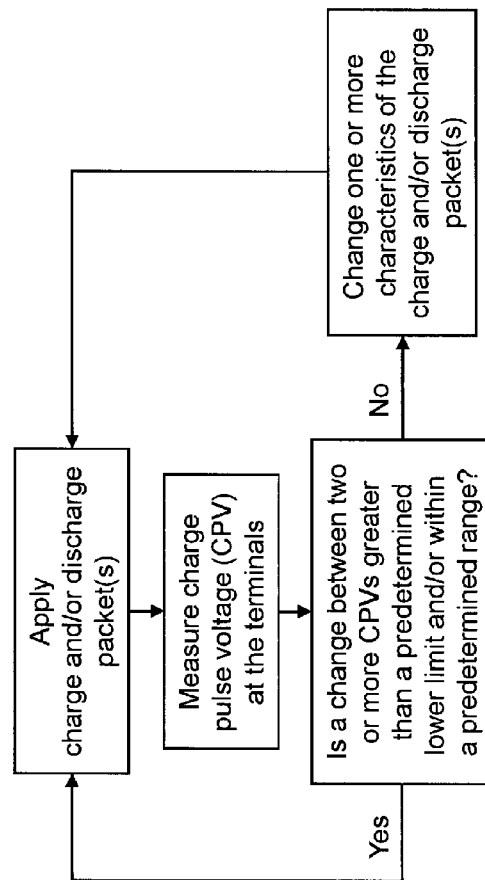 Apply
charge and/or discharge
packet(s)
Measure charge
pulse voltage (CPV)
at the terminals
Is a change between two
or more CPVs greater
than a predetermined
lower limit and/or within
a predetermined range?
Yes
No
Change one or more
characteristics of the
charge and/or discharge
packet(s)